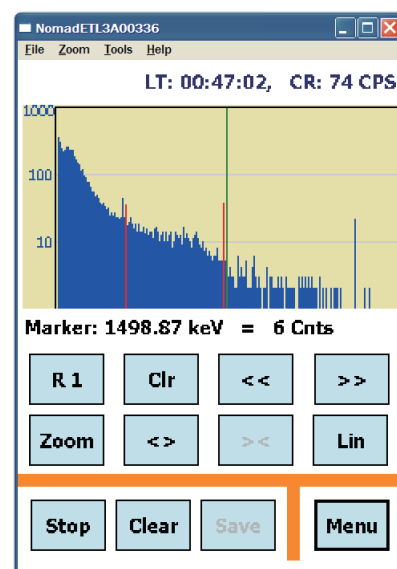 NomadETL3A00336
File Zoom Tools Help
LT: 00:47:02, CR: 74 CPS
1000
100
10
Marker: 1498.87 keV = 6 Cnts
R 1 Clr << >>
Zoom <> >< Lin
Stop Clear Save Menu